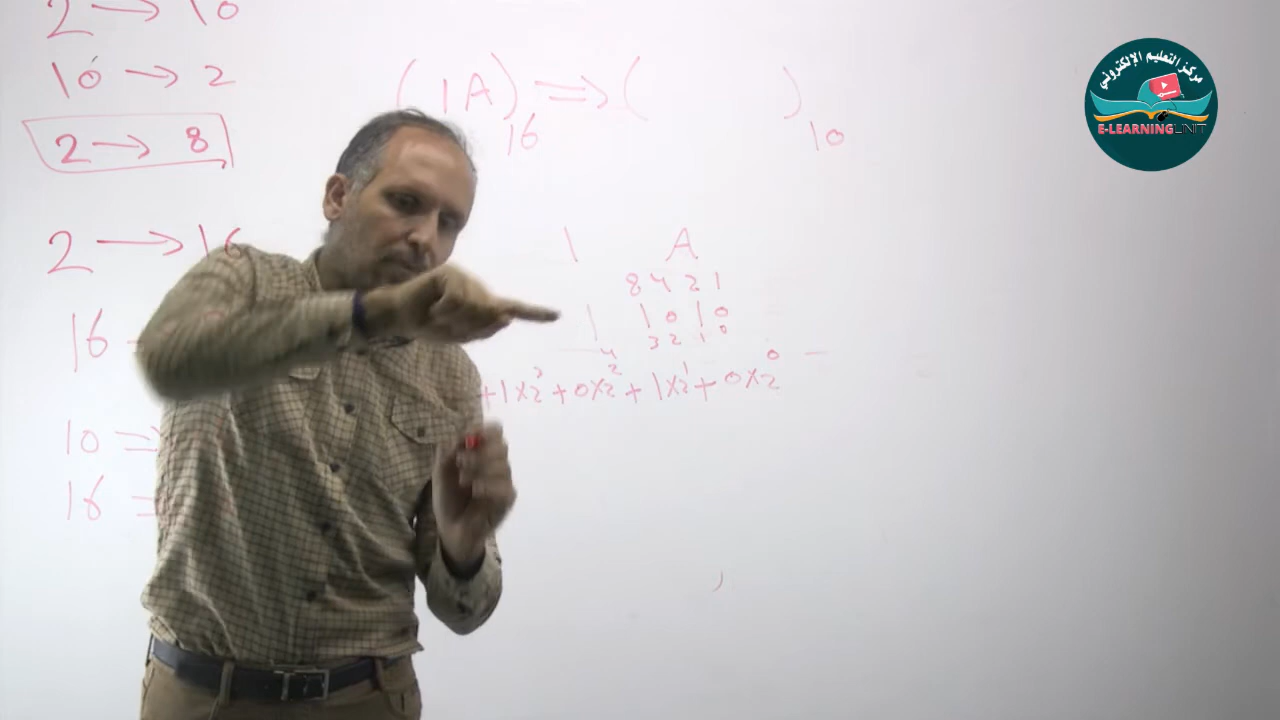 2 → 10
10 → 2
2 → 8
2 → 16
16
10 ⇒
16 =
(1A)₁₆ ⇒ (      )₁₀
1 A
8 4 2 1
1 1 0 1 0
4 3 2 1 0
+1×2³+0×2²+1×2¹+0×2⁰
مركز التعليم الإلكتروني
E-LEARNING UNIT